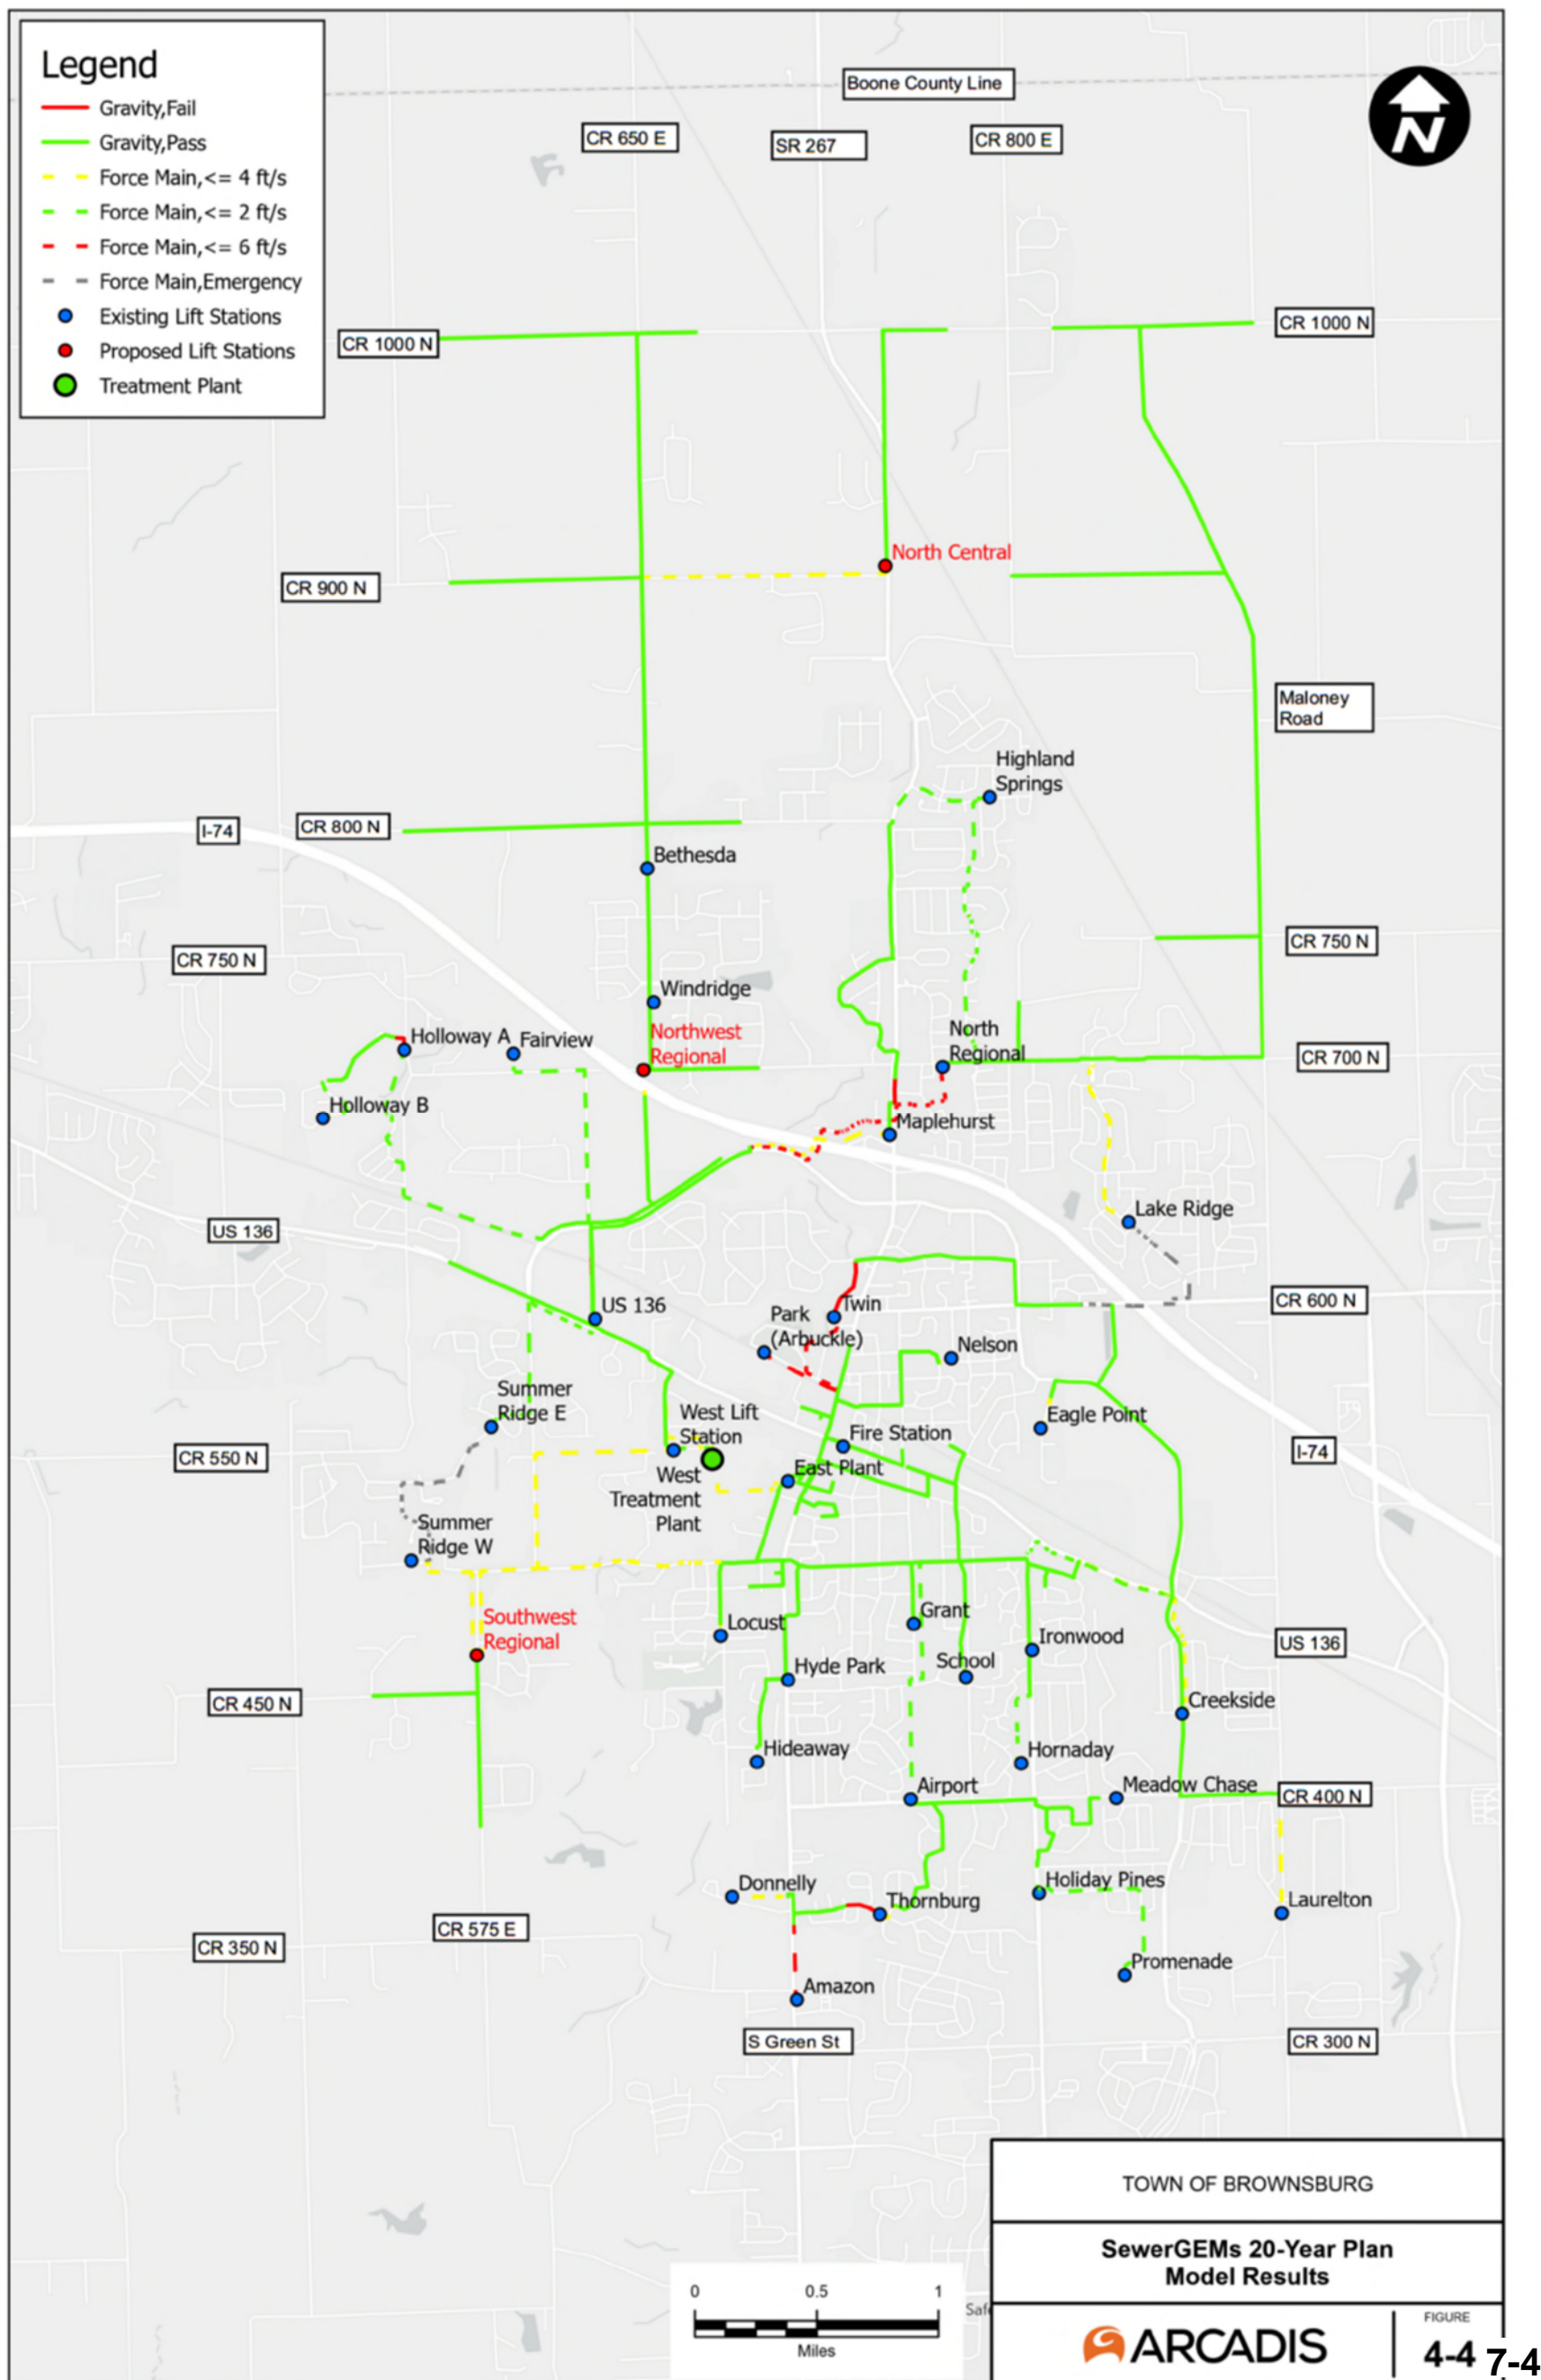 Legend
Gravity,Fail
Gravity,Pass
Force Main,<= 4 ft/s
Force Main,<= 2 ft/s
Force Main,<= 6 ft/s
Force Main,Emergency
Existing Lift Stations
Proposed Lift Stations
Treatment Plant
Boone County Line
CR 650 E
SR 267
CR 800 E
N
CR 1000 N
CR 1000 N
North Central
CR 900 N
Maloney
Road
Highland
Springs
I-74
CR 800 N
Bethesda
CR 750 N
CR 750 N
Windridge
Northwest
Regional
Holloway A
Fairview
North
Regional
CR 700 N
Holloway B
Maplehurst
Lake Ridge
US 136
CR 600 N
US 136
Twin
Park
(Arbuckle)
Nelson
Summer
Ridge E
West Lift
Station
Eagle Point
Fire Station
I-74
CR 550 N
East Plant
West
Treatment
Plant
Summer
Ridge W
Southwest
Regional
Locust
Grant
Ironwood
US 136
Hyde Park
School
CR 450 N
Creekside
Hideaway
Hornaday
Airport
Meadow Chase
CR 400 N
Donnelly
Holiday Pines
Thornburg
Laurelton
CR 575 E
CR 350 N
Promenade
Amazon
S Green St
CR 300 N
TOWN OF BROWNSBURG
SewerGEMs 20-Year Plan
Model Results
0 0.5 1
Miles
Safe
ARCADIS
FIGURE
4-4
7-4